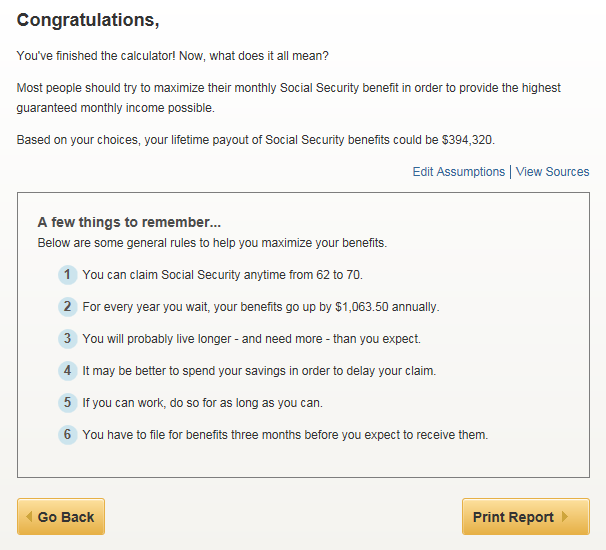 Congratulations,
You've finished the calculator! Now, what does it all mean?
Most people should try to maximize their monthly Social Security benefit in order to provide the highest
guaranteed monthly income possible.
Based on your choices, your lifetime payout of Social Security benefits could be $394,320.
Edit Assumptions | View Sources
A few things to remember...
Below are some general rules to help you maximize your benefits.
1 You can claim Social Security anytime from 62 to 70.
2 For every year you wait, your benefits go up by $1,063.50 annually.
3 You will probably live longer - and need more - than you expect.
4 It may be better to spend your savings in order to delay your claim.
5 If you can work, do so for as long as you can.
6 You have to file for benefits three months before you expect to receive them.
Go Back
Print Report